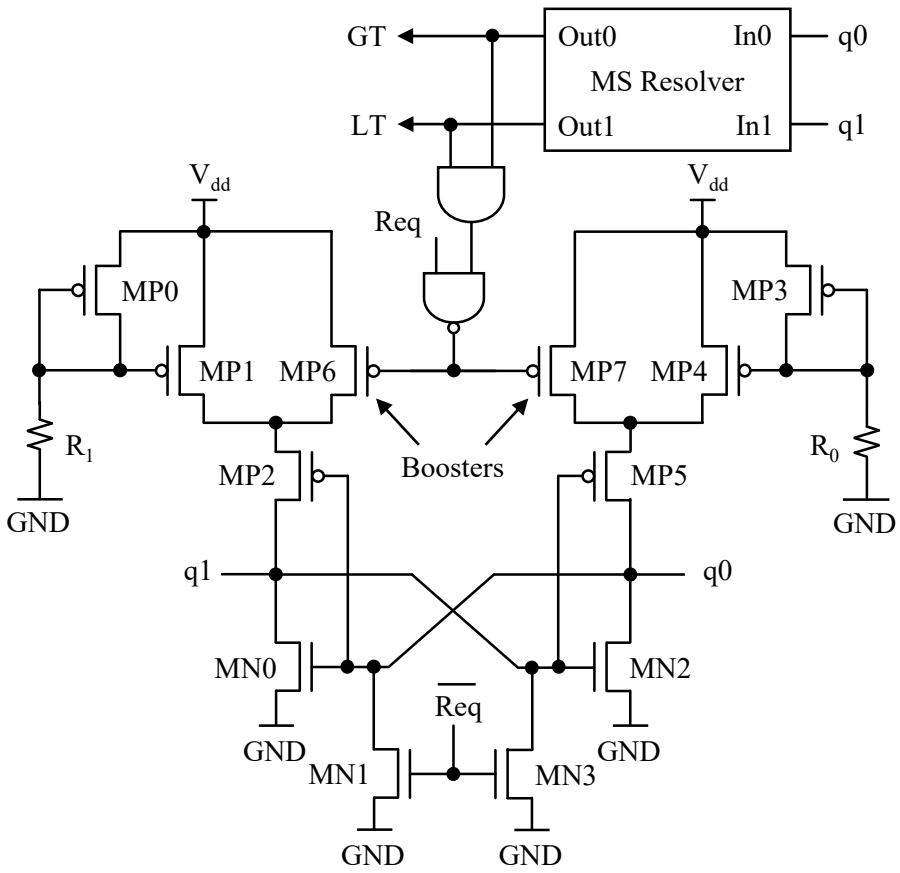 GT
Out0
In0
q0
MS Resolver
LT
Out1
In1
q1
Vdd
Vdd
Req
MP0
MP3
MP1
MP6
MP7
MP4
R1
Boosters
R0
MP2
MP5
GND
GND
q1
q0
MN0
MN2
Req
GND
GND
MN1
MN3
GND
GND